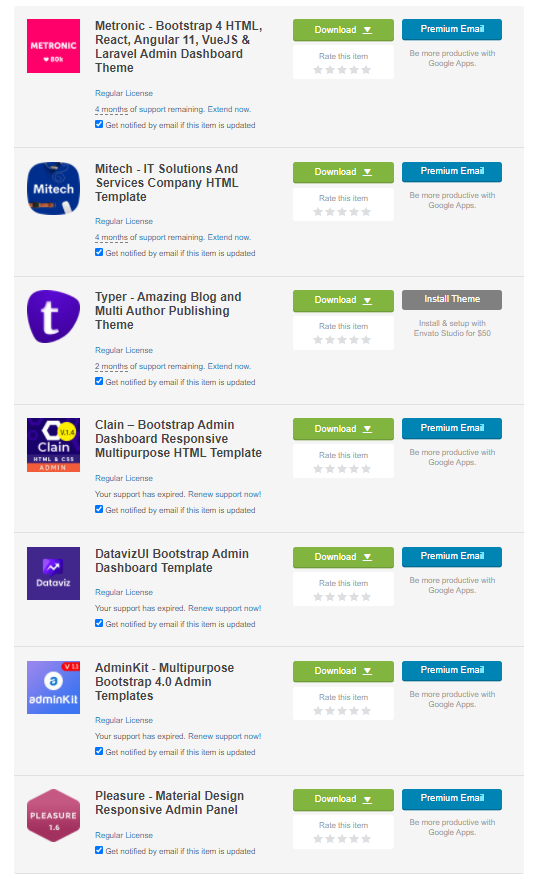 METRONIC
♥ 80k
Metronic - Bootstrap 4 HTML,
React, Angular 11, VueJS &
Laravel Admin Dashboard
Theme
Regular License
4 months of support remaining. Extend now.
Get notified by email if this item is updated
Download
Rate this item
Premium Email
Be more productive with
Google Apps.
Mitech
Mitech - IT Solutions And
Services Company HTML
Template
Regular License
4 months of support remaining. Extend now.
Get notified by email if this item is updated
Download
Rate this item
Premium Email
Be more productive with
Google Apps.
t
Typer - Amazing Blog and
Multi Author Publishing
Theme
Regular License
2 months of support remaining. Extend now.
Get notified by email if this item is updated
Download
Rate this item
Install Theme
Install & setup with
Envato Studio for $50
V.1.4
Clain
HTML & CSS
ADMIN
Clain – Bootstrap Admin
Dashboard Responsive
Multipurpose HTML Template
Regular License
Your support has expired. Renew support now!
Get notified by email if this item is updated
Download
Rate this item
Premium Email
Be more productive with
Google Apps.
Dataviz
DatavizUI Bootstrap Admin
Dashboard Template
Regular License
Your support has expired. Renew support now!
Get notified by email if this item is updated
Download
Rate this item
Premium Email
Be more productive with
Google Apps.
V 1.1
a
adminKit
AdminKit - Multipurpose
Bootstrap 4.0 Admin
Templates
Regular License
Your support has expired. Renew support now!
Get notified by email if this item is updated
Download
Rate this item
Premium Email
Be more productive with
Google Apps.
PLEASURE
1.6
Pleasure - Material Design
Responsive Admin Panel
Regular License
Get notified by email if this item is updated
Download
Rate this item
Premium Email
Be more productive with
Google Apps.